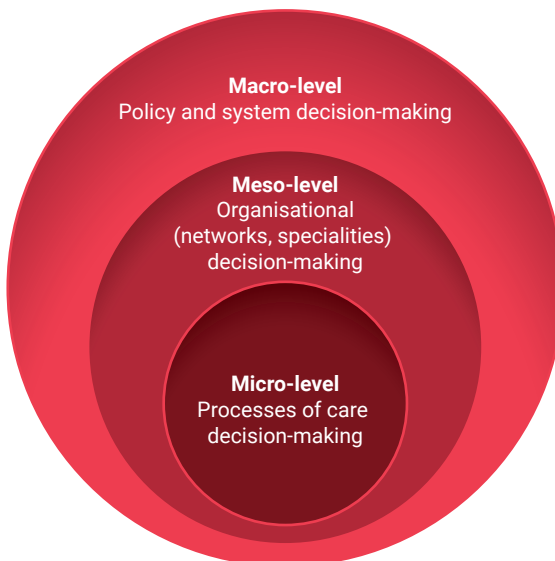 Macro-level
Policy and system decision-making
Meso-level
Organisational
(networks, specialities)
decision-making
Micro-level
Processes of care
decision-making